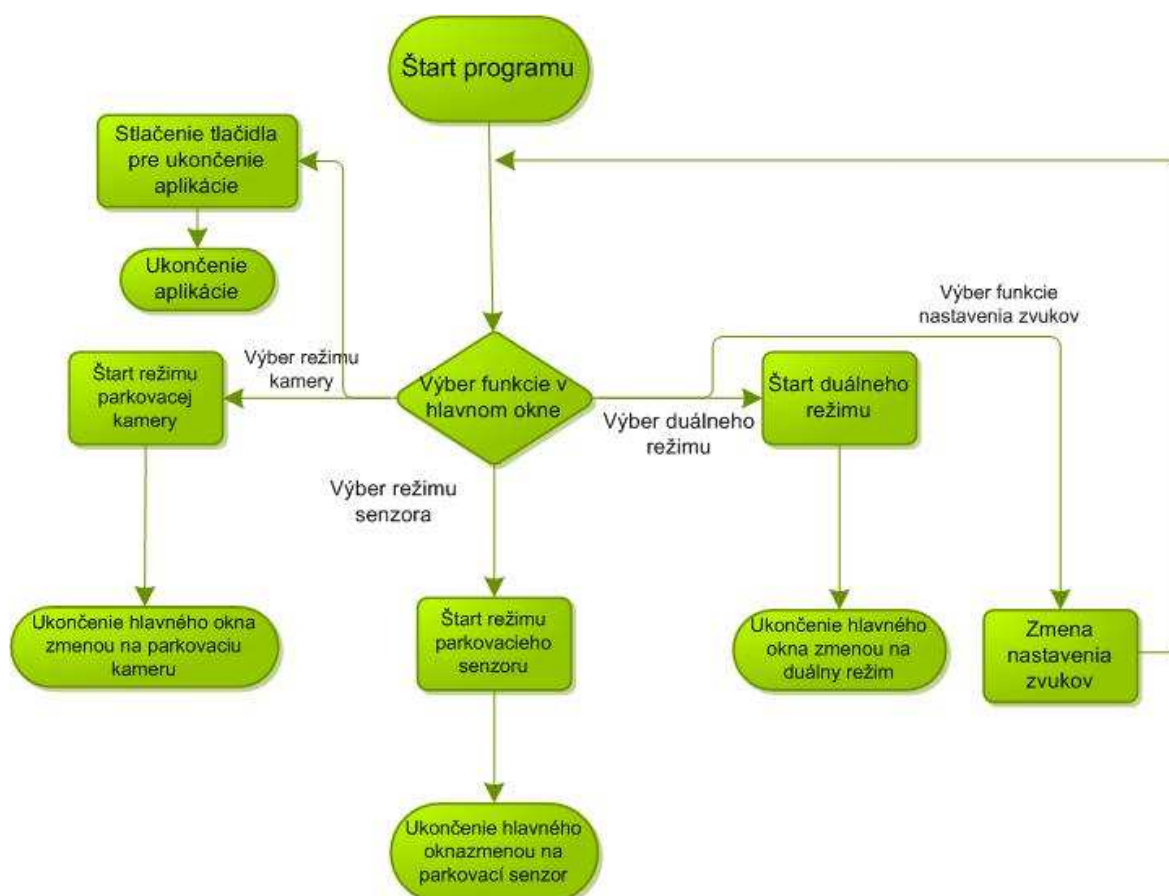 Štart programu
Stlačenie tlačidla
pre ukončenie
aplikácie
Ukončenie
aplikácie
Výber funkcie
nastavenia zvukov
Výber režimu
kamery
Štart režimu
parkovacej
kamery
Výber funkcie v
hlavnom okne
Štart duálneho
režimu
Výber duálneho
režimu
Výber režimu
senzora
Ukončenie hlavného okna
zmenou na parkovaciu
kameru
Štart režimu
parkovacieho
senzoru
Ukončenie hlavného
okna zmenou na
duálny režim
Zmena
nastavenia
zvukov
Ukončenie hlavného
oknazmenou na
parkovací senzor